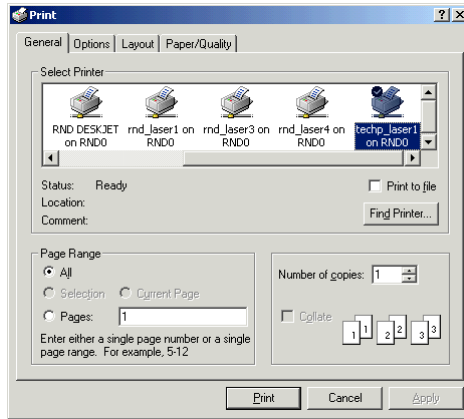 Print
General Options Layout Paper/Quality
Select Printer
RND DESKJET on RND0
rnd_laser1 on RND0
rnd_laser3 on RND0
rnd_laser4 on RND0
techp_laser1 on RND0
Status: Ready
Location:
Comment:
Print to file
Find Printer...
Page Range
All
Selection Current Page
Pages: 1
Enter either a single page number or a single
page range. For example, 5-12
Number of copies: 1
Collate
1 1 2 2 3 3
Print Cancel Apply